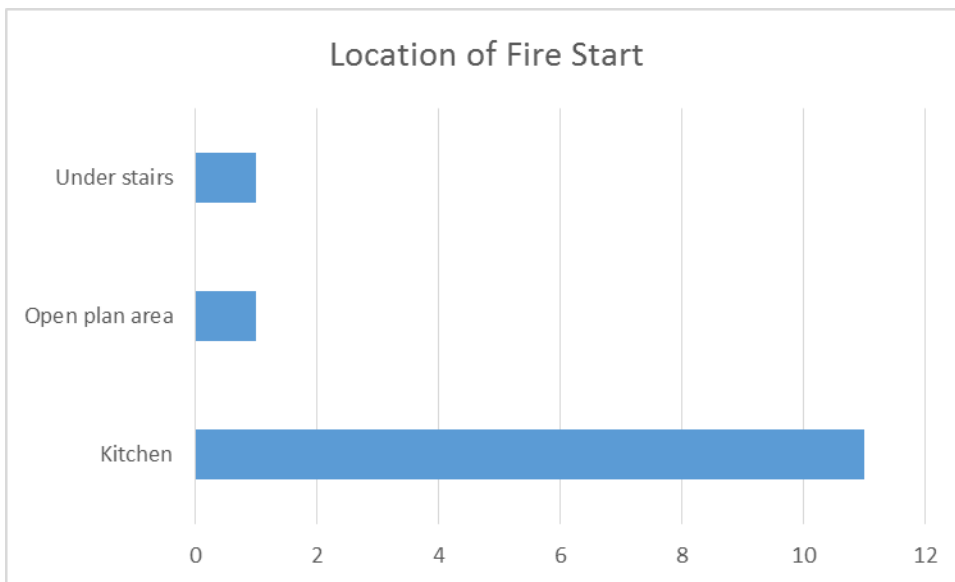 Location of Fire Start
Under stairs
Open plan area
Kitchen
0 2 4 6 8 10 12